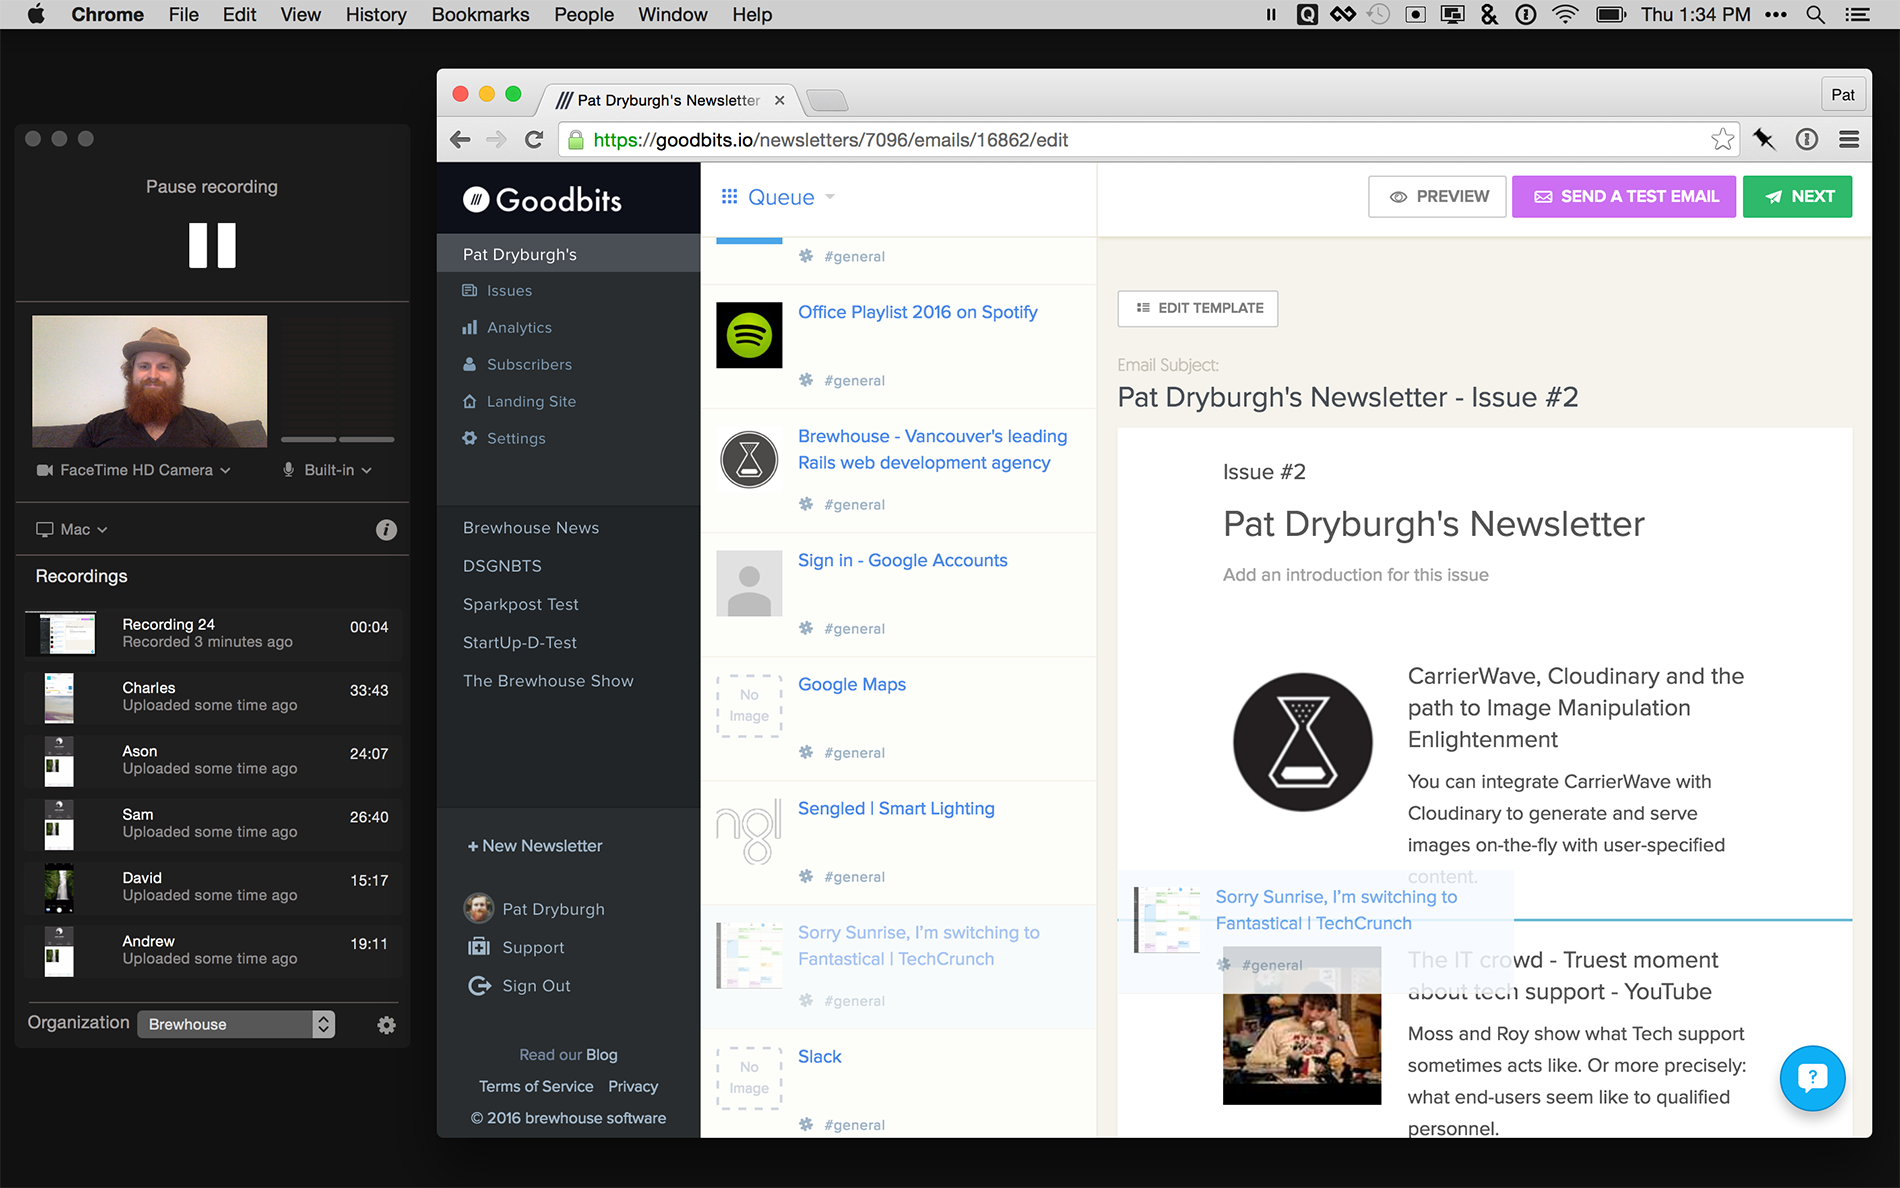 Chrome File Edit View History Bookmarks People Window Help
Thu 1:34 PM
Pause recording
FaceTime HD Camera
Built-in
Mac
Recordings
Recording 24
Recorded 3 minutes ago
00:04
Charles
Uploaded some time ago
33:43
Ason
Uploaded some time ago
24:07
Sam
Uploaded some time ago
26:40
David
Uploaded some time ago
15:17
Andrew
Uploaded some time ago
19:11
Organization
Brewhouse
Pat Dryburgh's Newsletter
Pat
https://goodbits.io/newsletters/7096/emails/16862/edit
Goodbits
Pat Dryburgh's
Issues
Analytics
Subscribers
Landing Site
Settings
Brewhouse News
DSGNBTS
Sparkpost Test
StartUp-D-Test
The Brewhouse Show
+ New Newsletter
Pat Dryburgh
Support
Sign Out
Read our Blog
Terms of Service Privacy
© 2016 brewhouse software
Queue
#general
Office Playlist 2016 on Spotify
#general
Brewhouse - Vancouver's leading
Rails web development agency
#general
Sign in - Google Accounts
#general
No
Image
Google Maps
#general
ngl8
Sengled | Smart Lighting
#general
Sorry Sunrise, I'm switching to
Fantastical | TechCrunch
#general
No
Image
Slack
#general
PREVIEW
SEND A TEST EMAIL
NEXT
EDIT TEMPLATE
Email Subject:
Pat Dryburgh's Newsletter - Issue #2
Issue #2
Pat Dryburgh's Newsletter
Add an introduction for this issue
CarrierWave, Cloudinary and the
path to Image Manipulation
Enlightenment
You can integrate CarrierWave with
Cloudinary to generate and serve
images on-the-fly with user-specified
content.
Sorry Sunrise, I'm switching to
Fantastical | TechCrunch
#general
The IT crowd - Truest moment
about tech support - YouTube
Moss and Roy show what Tech support
sometimes acts like. Or more precisely:
what end-users seem like to qualified
personnel.